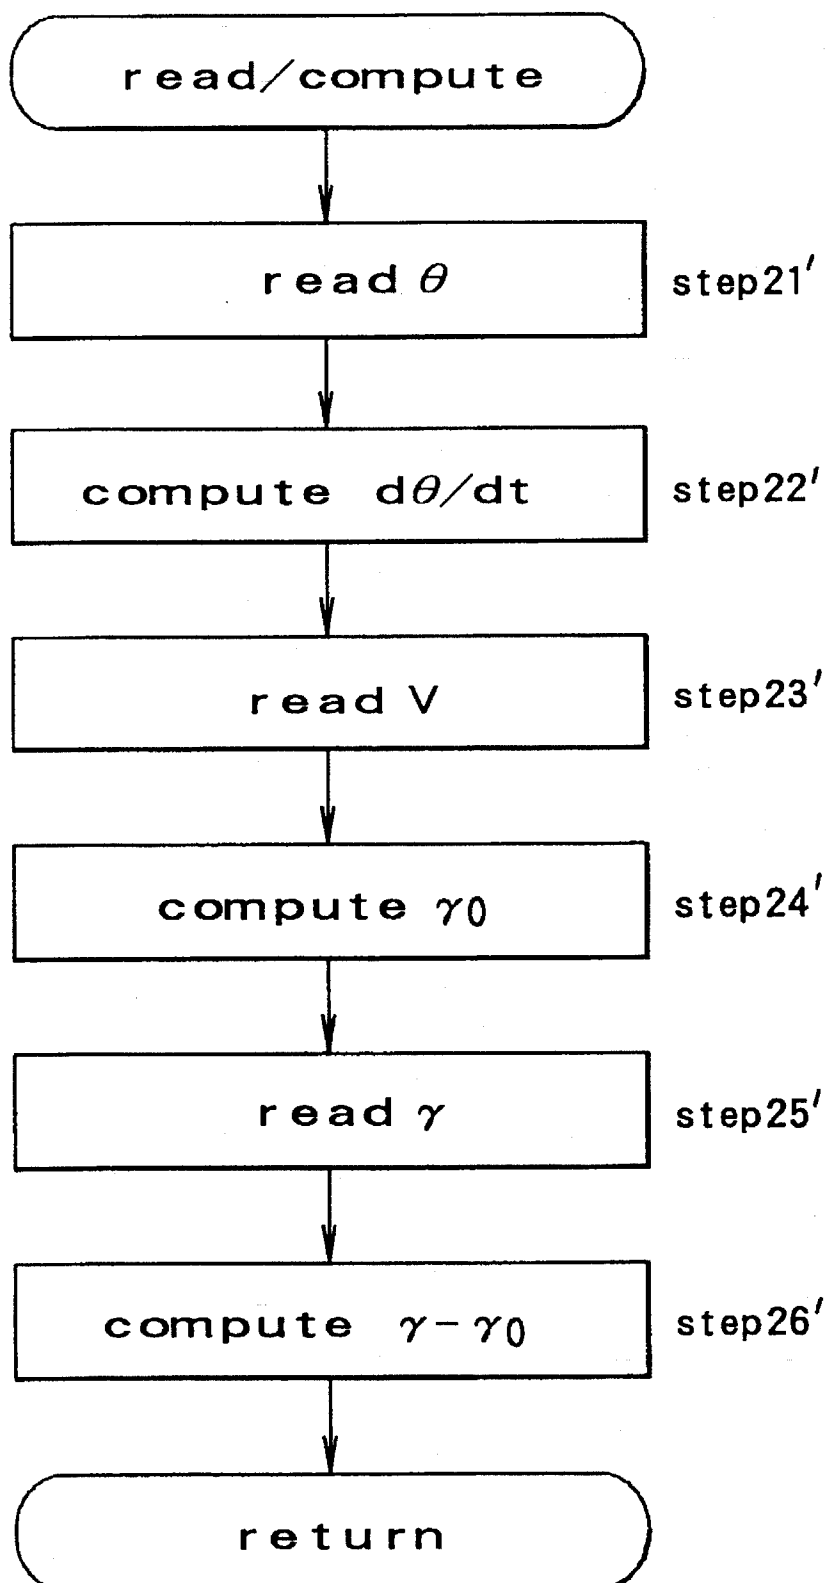 read/compute
read θ step21′
compute dθ/dt step22′
read V step23′
compute γ0 step24′
read γ step25′
compute γ-γ0 step26′
return